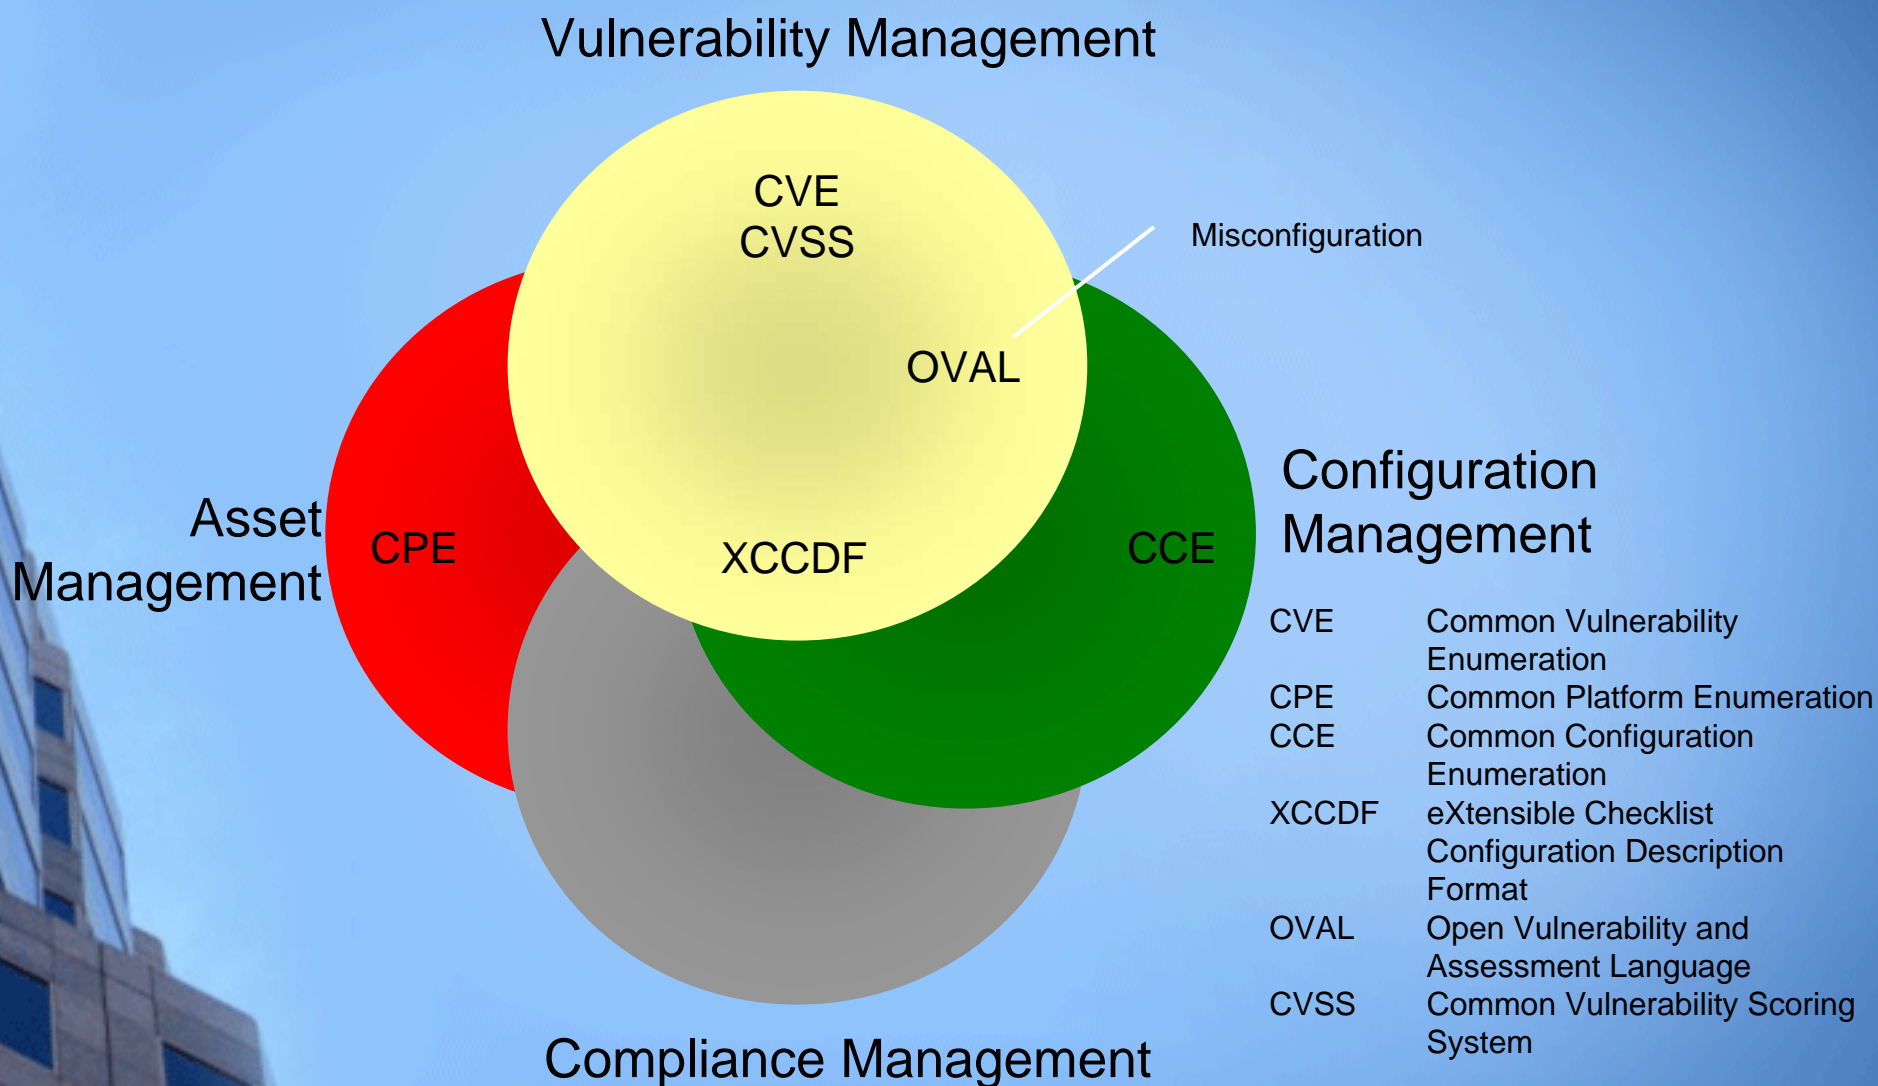 Vulnerability Management
CVE
CVSS
Misconfiguration
OVAL
Asset
Management
CPE
XCCDF
CCE
Configuration
Management
CVE Common Vulnerability
Enumeration
CPE Common Platform Enumeration
CCE Common Configuration
Enumeration
XCCDF eXtensible Checklist
Configuration Description
Format
OVAL Open Vulnerability and
Assessment Language
CVSS Common Vulnerability Scoring
System
Compliance Management